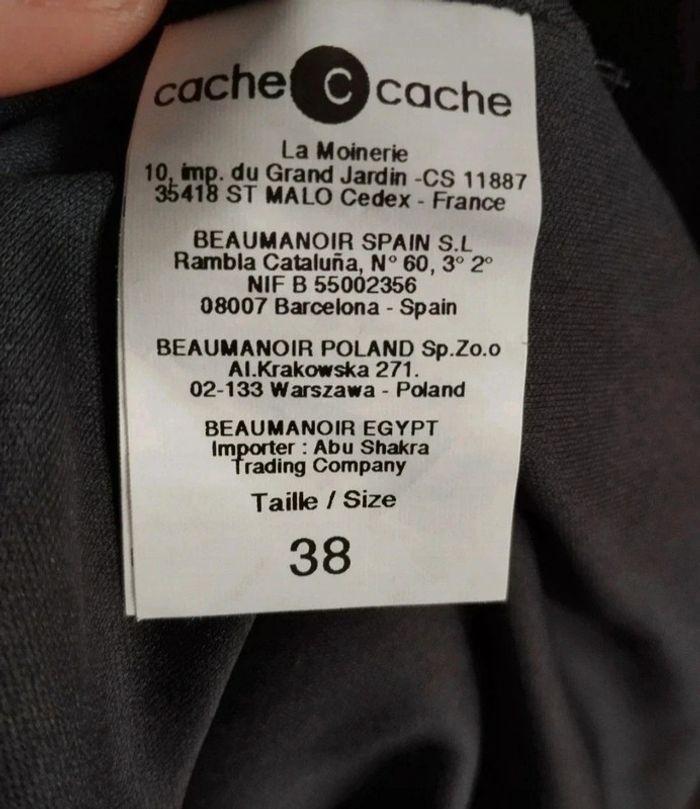 cache C cache
La Moinerie
10, imp. du Grand Jardin -CS 11887
35418 ST MALO Cedex - France
BEAUMANOIR SPAIN S.L
Rambla Cataluña, N° 60, 3° 2°
NIF B 55002356
08007 Barcelona - Spain
BEAUMANOIR POLAND Sp.Zo.o
Al.Krakowska 271.
02-133 Warszawa - Poland
BEAUMANOIR EGYPT
Importer : Abu Shakra
Trading Company
Taille / Size
38